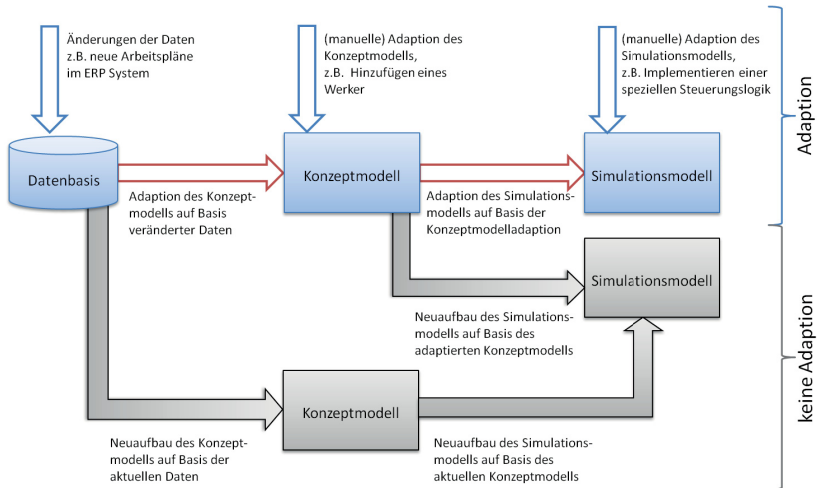 Änderungen der Daten
z.B. neue Arbeitspläne
im ERP System
(manuelle) Adaption des
Konzeptmodells,
z.B. Hinzufügen eines
Werker
(manuelle) Adaption des
Simulationsmodells,
z.B. Implementieren einer
speziellen Steuerungslogik
Adaption
Datenbasis
Konzeptmodell
Simulationsmodell
Adaption des Konzept-
modells auf Basis
veränderter Daten
Adaption des Simulations-
modells auf Basis der
Konzeptmodelladaption
Simulationsmodell
Neuaufbau des Simulations-
modells auf Basis des
adaptierten Konzeptmodells
keine Adaption
Konzeptmodell
Neuaufbau des Konzept-
modells auf Basis der
aktuellen Daten
Neuaufbau des Simulations-
modells auf Basis des
aktuellen Konzeptmodells